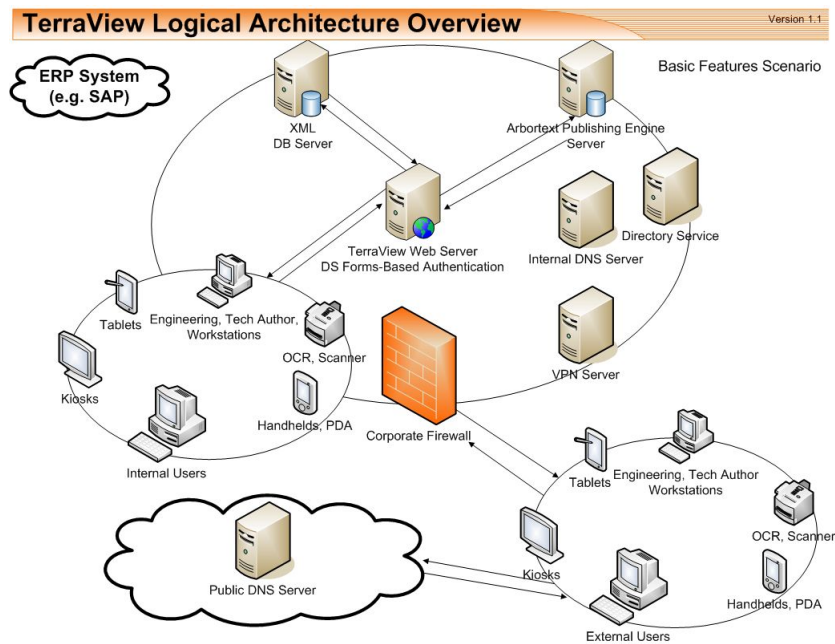 TerraView Logical Architecture Overview
Version 1.1
ERP System
(e.g. SAP)
Basic Features Scenario
XML
DB Server
Arbortext Publishing Engine
Server
TerraView Web Server
DS Forms-Based Authentication
Internal DNS Server
Directory Service
Tablets
Engineering, Tech Author,
Workstations
OCR, Scanner
Kiosks
Handhelds, PDA
Internal Users
VPN Server
Corporate Firewall
Tablets
Engineering, Tech Author
Workstations
OCR, Scanner
Kiosks
Handhelds, PDA
External Users
Public DNS Server